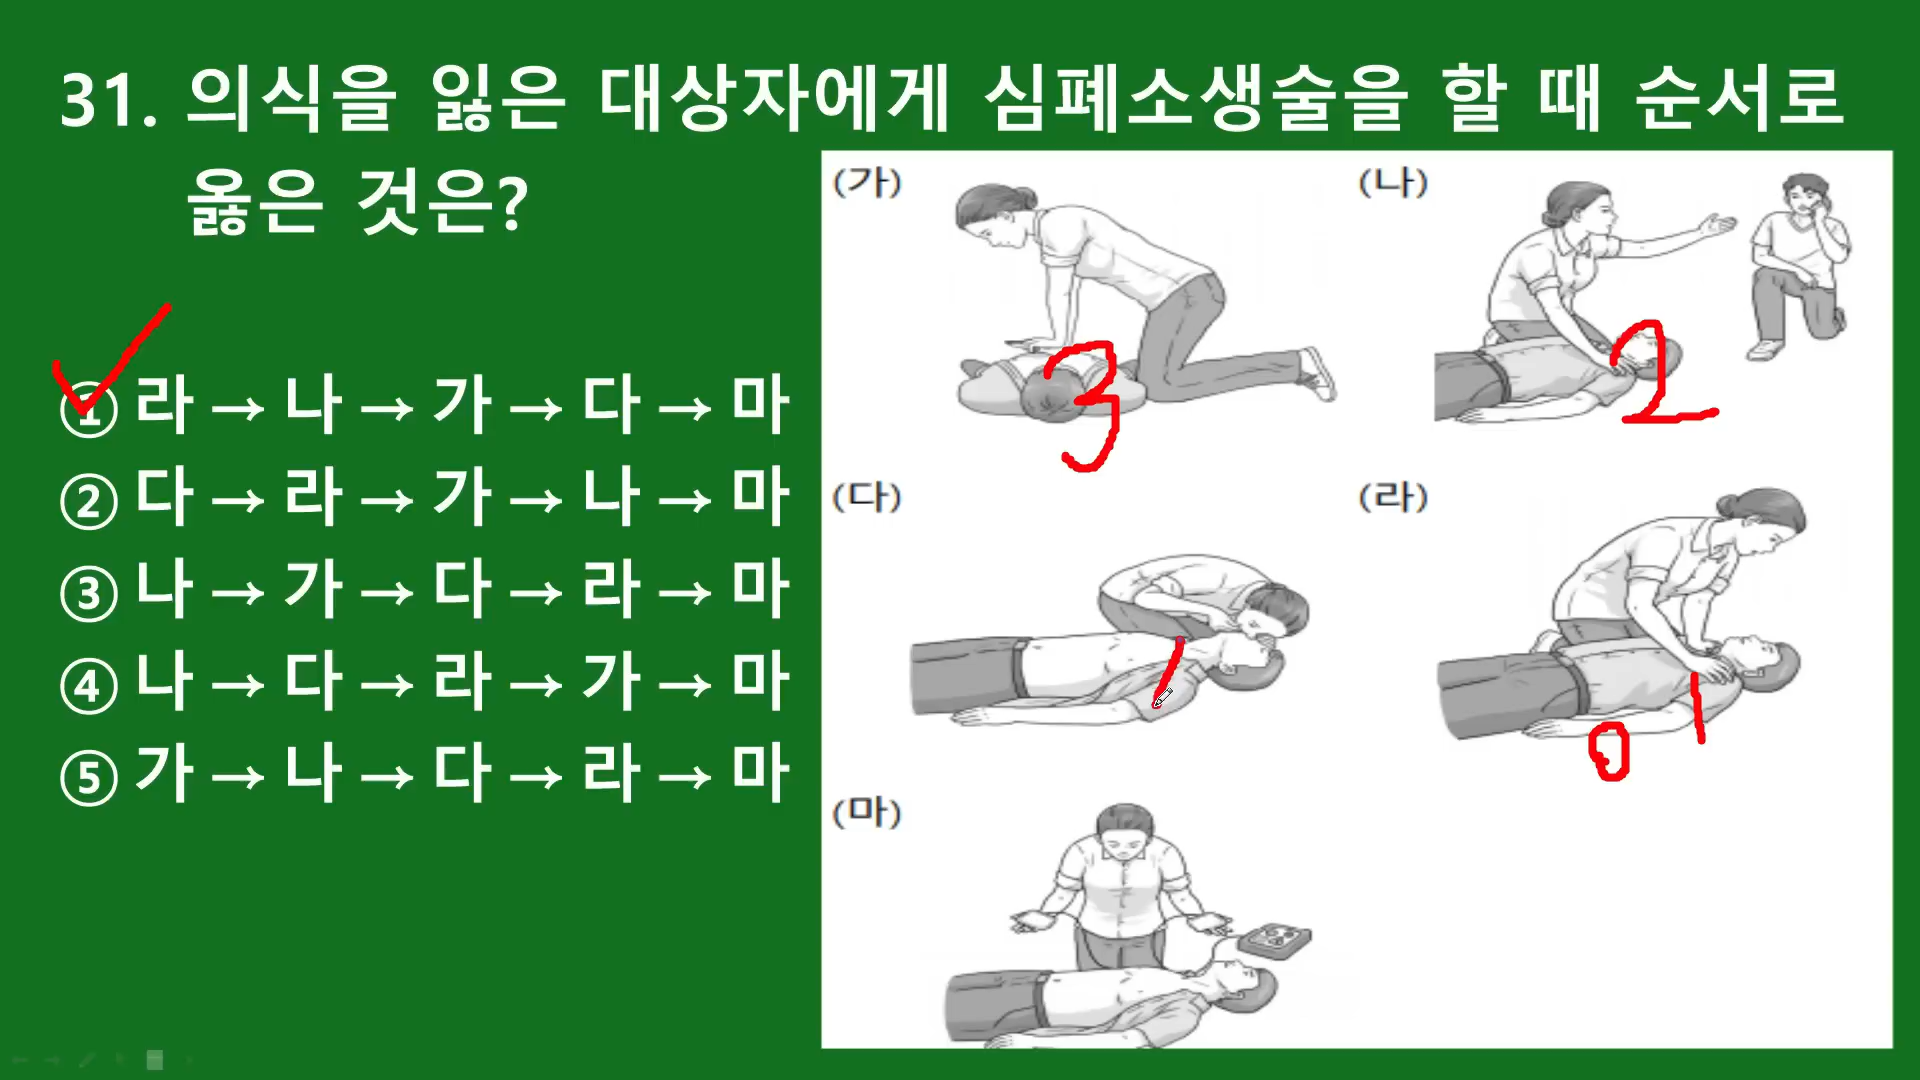 31. 의식을 잃은 대상자에게 심폐소생술을 할 때 순서로
옳은 것은?
① 라 → 나 → 가 → 다 → 마
② 다 → 라 → 가 → 나 → 마
③ 나 → 가 → 다 → 라 → 마
④ 나 → 다 → 라 → 가 → 마
⑤ 가 → 나 → 다 → 라 → 마
(가) (나)
3 2
(다) (라)
1
(마)